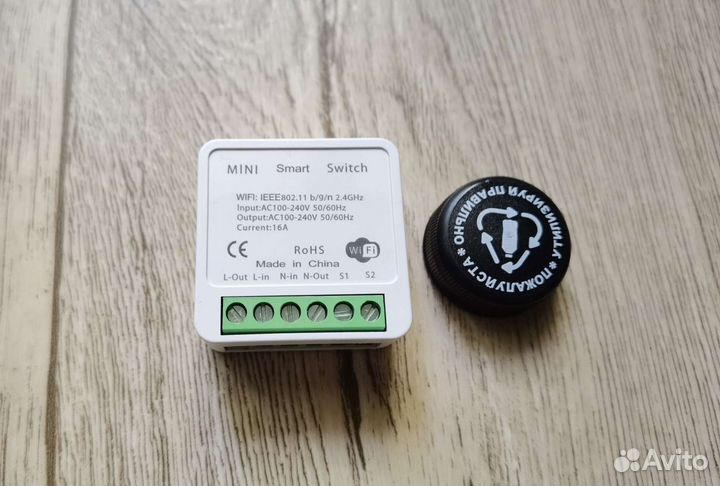 MINI Smart Switch
WIFI: IEEE802.11 b/9/n 2.4GHz
Input:AC100-240V 50/60Hz
Output:AC100-240V 50/60Hz
Current:16A
CE RoHS WiFi
Made in China
L-Out L-in N-in N-Out S1 S2
*ПОЖАЛУЙСТА* УТИЛИЗИРУЙ ПРАВИЛЬНО
Avito